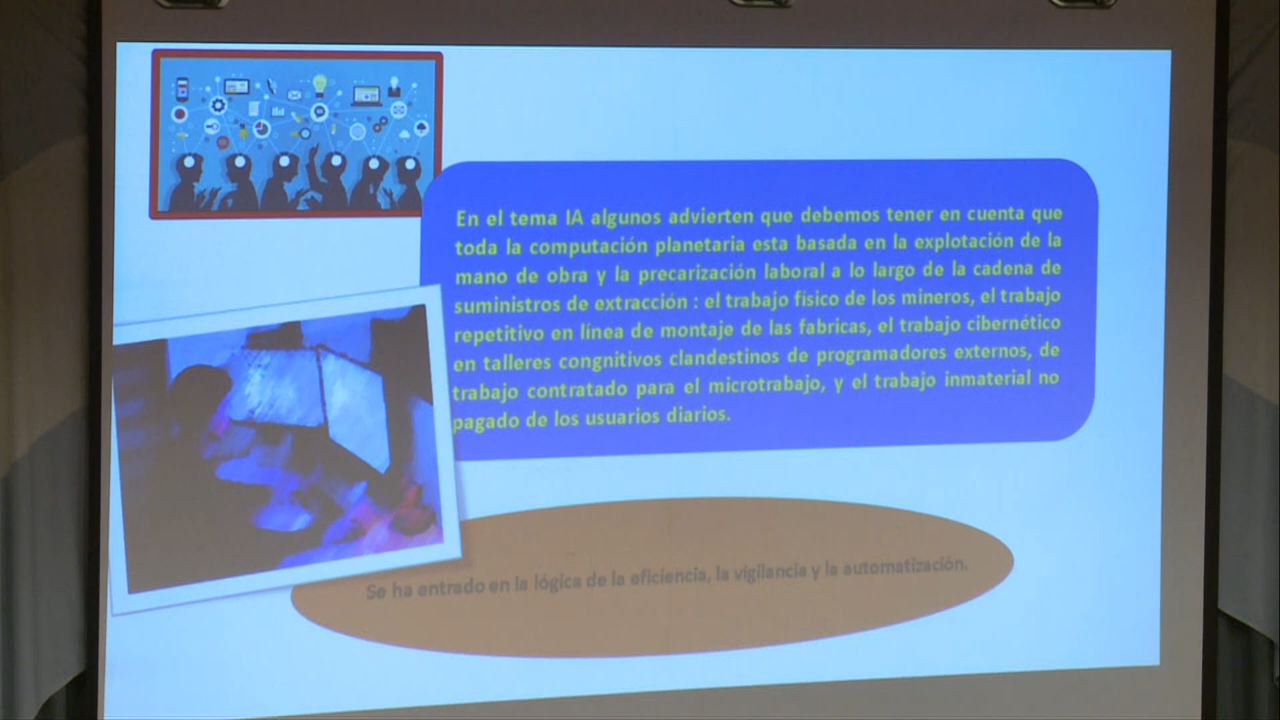 En el tema IA algunos advierten que debemos tener en cuenta que
toda la computación planetaria esta basada en la explotación de la
mano de obra y la precarización laboral a lo largo de la cadena de
suministros de extracción : el trabajo físico de los mineros, el trabajo
repetitivo en línea de montaje de las fabricas, el trabajo cibernético
en talleres congnitivos clandestinos de programadores externos, de
trabajo contratado para el microtrabajo, y el trabajo inmaterial no
pagado de los usuarios diarios.
Se ha entrado en la lógica de la eficiencia, la vigilancia y la automatización.